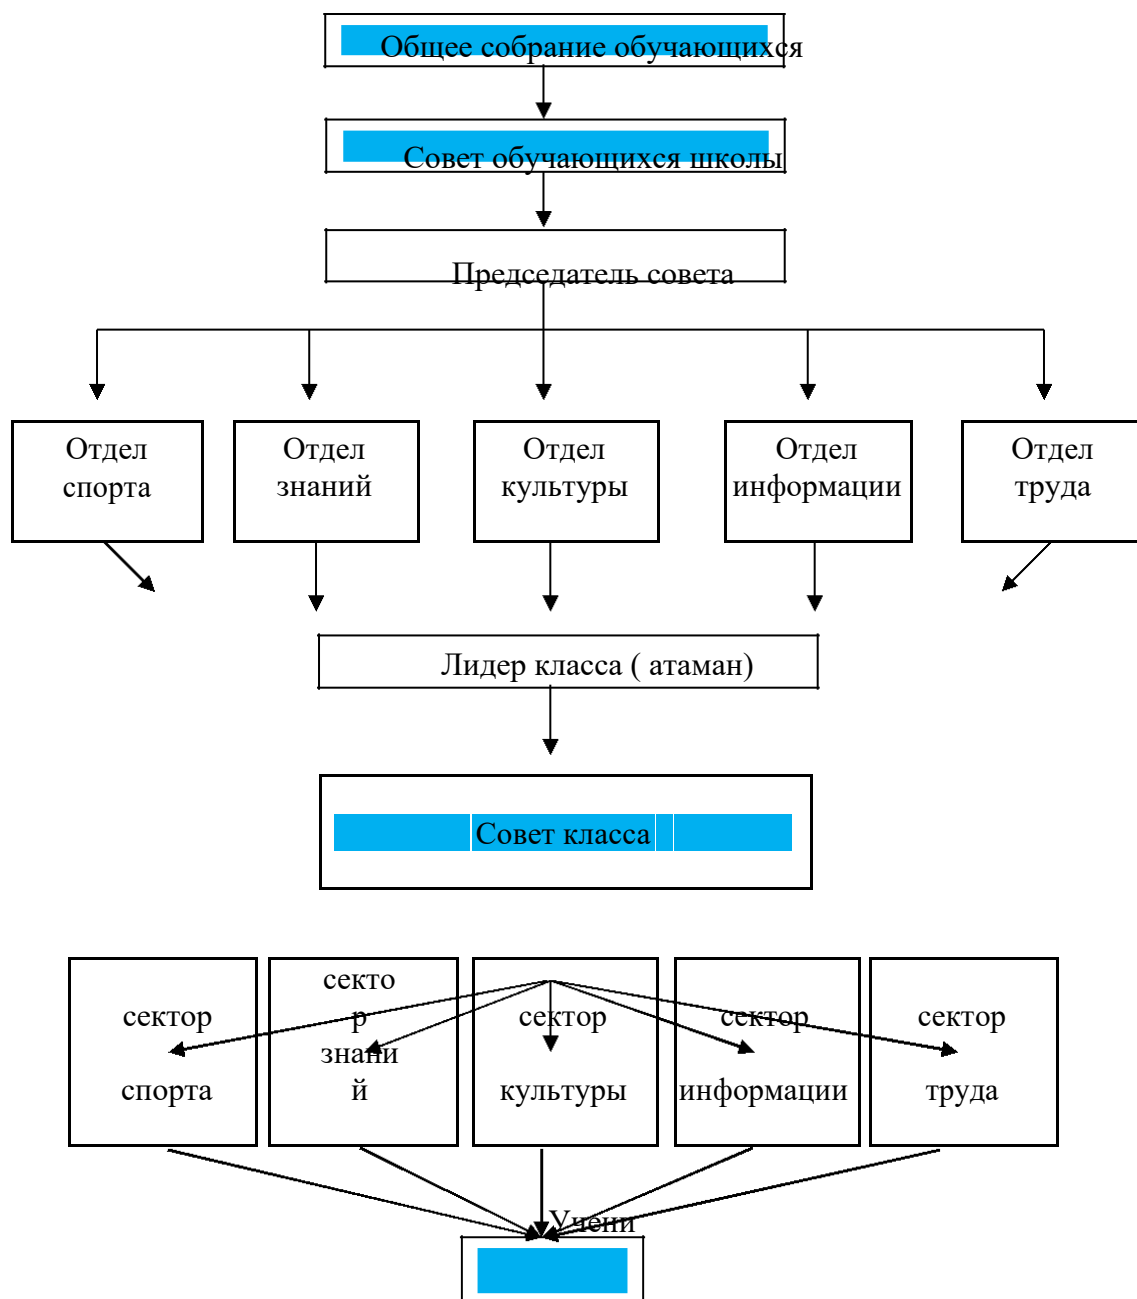 Общее собрание обучающихся
Совет обучающихся школы
Председатель совета
Отдел
спорта
Отдел
знаний
Отдел
культуры
Отдел
информации
Отдел
труда
Лидер класса ( атаман)
Совет класса
сектор
спорта
секто
р
знани
й
сектор
культуры
сектор
информации
сектор
труда
Учени